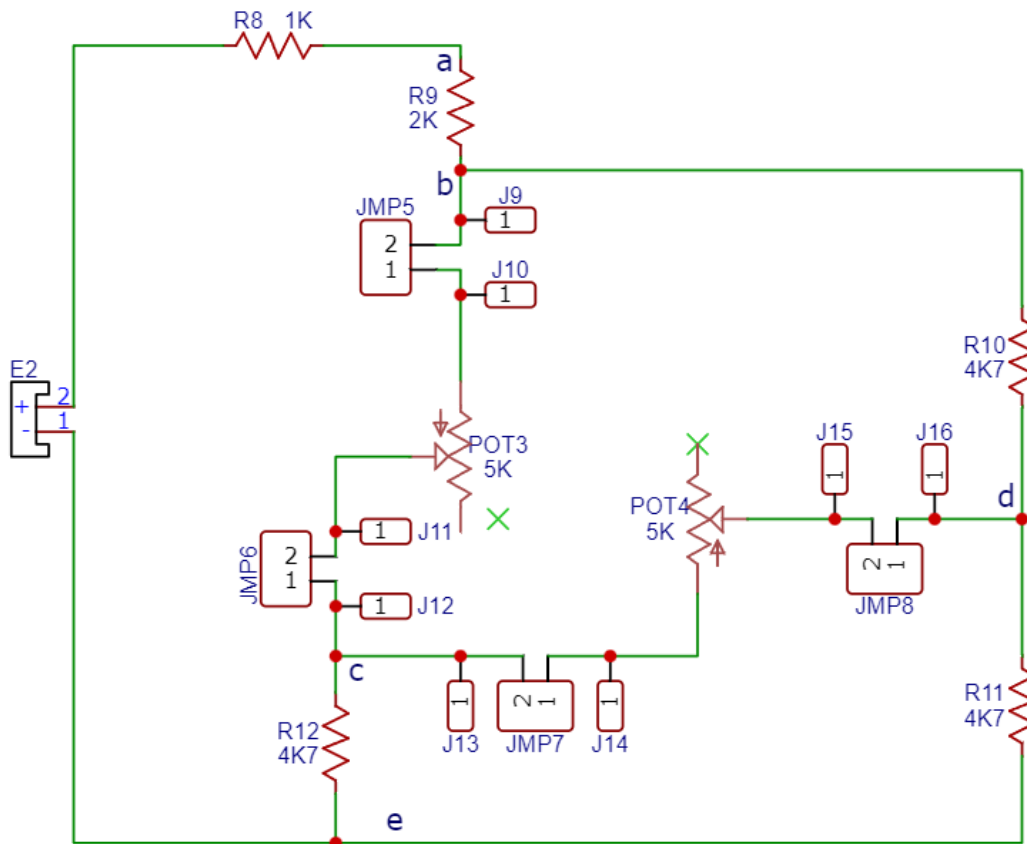 R8 1K
a
R9
2K
b
J9
1
JMP5
2
1
J10
1
E2
+ 2
- 1
R10
4K7
POT3
5K
J15
1
J16
1
POT4
5K
d
JMP6
2
1
1 J11
2 1
JMP8
1 J12
c
R12
4K7
1
J13
2 1
JMP7
1
J14
R11
4K7
e